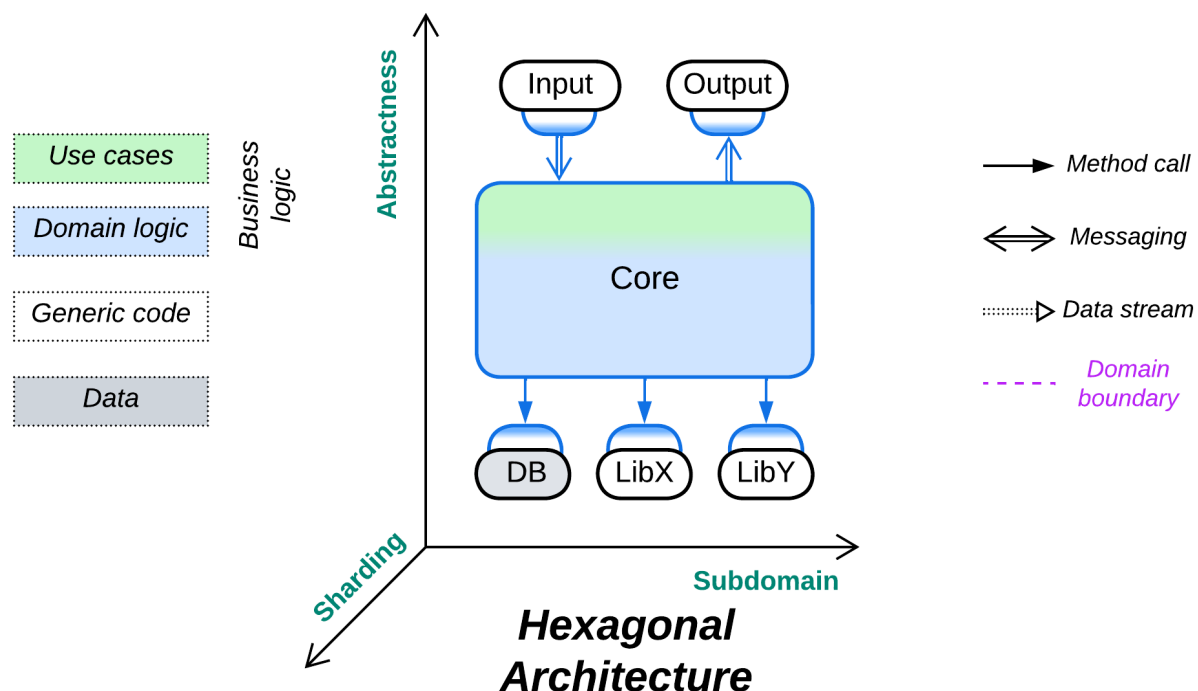 Use cases
Domain logic
Generic code
Data
Business
logic
Abstractness
Input
Output
Core
DB
LibX
LibY
Sharding
Subdomain
Hexagonal
Architecture
Method call
Messaging
Data stream
Domain
boundary